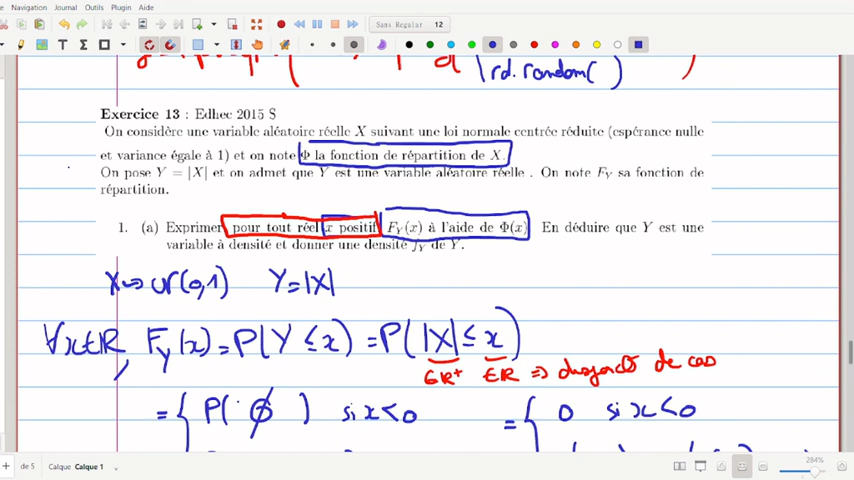 Navigation Journal Outils Plugin Aide
Sans Regular 12
rd.random( )
Exercice 13 : Edhec 2015 S
On considère une variable aléatoire réelle X suivant une loi normale centrée réduite (espérance nulle
et variance égale à 1) et on note Φ la fonction de répartition de X.
On pose Y = |X| et on admet que Y est une variable aléatoire réelle . On note F_Y sa fonction de
répartition.
1. (a) Exprimer pour tout réel x positif F_Y(x) à l'aide de Φ(x) En déduire que Y est une
variable à densité et donner une densité f_Y de Y.
X ↪ N(0,1) Y = |X|
∀x∈ℝ, F_Y(x) = P(Y ≤ x) = P(|X| ≤ x)
∈ℝ+ ∈ℝ ⇒ disjonct° de cas
= { P( ∅ ) si x < 0 = { 0 si x < 0
de 5 Calque Calque 1 284%